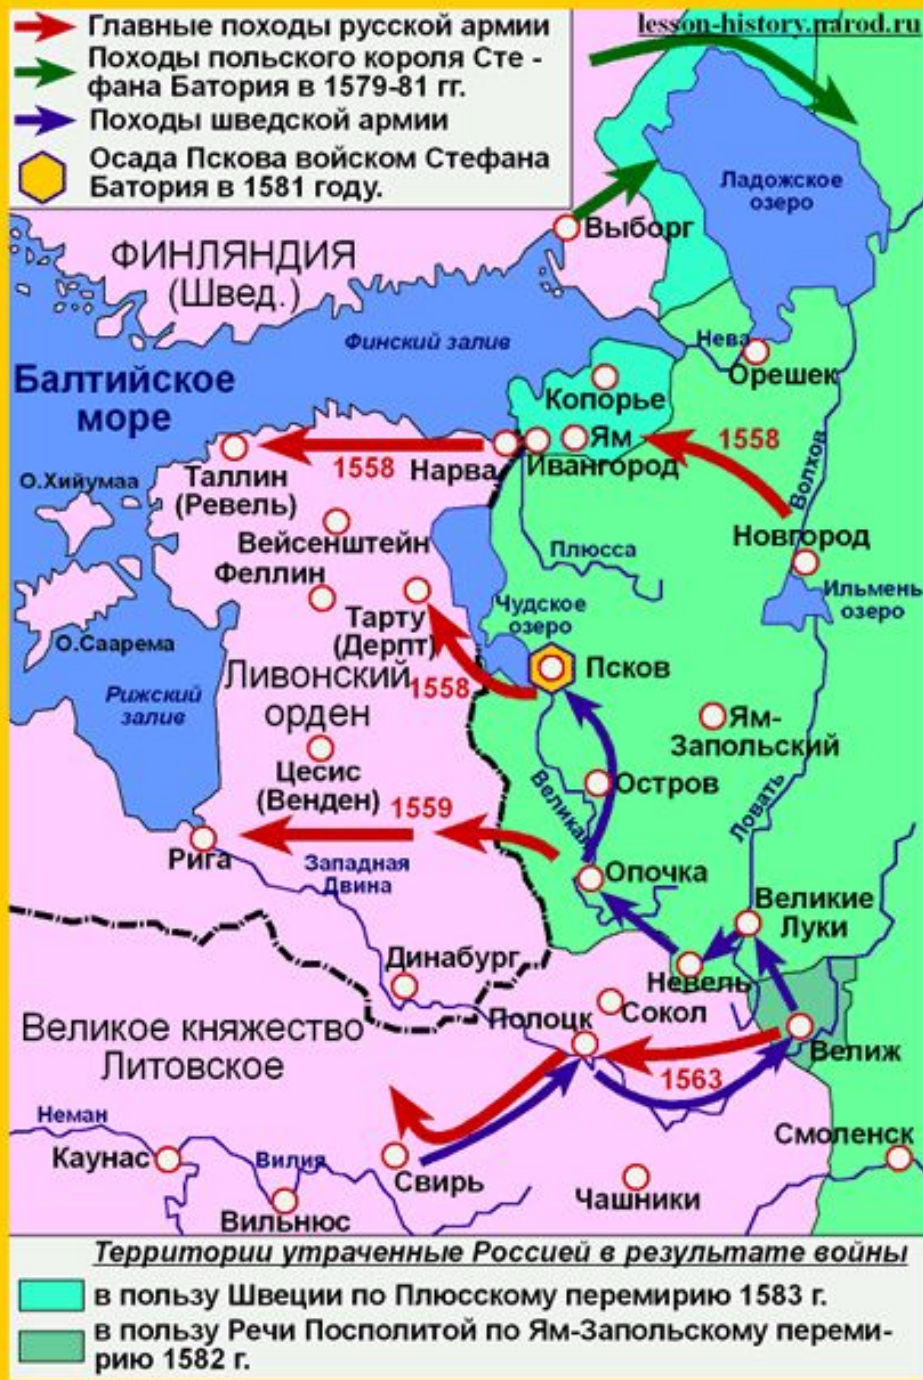 Главные походы русской армии
lesson-history.narod.ru
Походы польского короля Сте -
фана Батория в 1579-81 гг.
Походы шведской армии
Осада Пскова войском Стефана
Батория в 1581 году.
Ладожское
озеро
Выборг
ФИНЛЯНДИЯ
(Швед.)
Финский залив
Нева
Орешек
Балтийское
море
Копорье
1558
Ям
Ивангород
Нарва
1558
Таллин
(Ревель)
Волхов
О.Хийумаа
Вейсенштейн
Новгород
Плюсса
Феллин
Ильмень
озеро
Чудское
озеро
Тарту
(Дерпт)
О.Саарема
Псков
Ливонский
орден
1558
Рижский
залив
Ям-
Запольский
Цесис
(Венден)
Остров
1559
Великая
Ловать
Рига
Западная
Двина
Опочка
Великие
Луки
Динабург
Невель
Сокол
Полоцк
Великое княжество
Литовское
Велиж
1563
Неман
Смоленск
Каунас
Вилия
Свирь
Чашники
Вильнюс
Территории утраченные Россией в результате войны
в пользу Швеции по Плюсскому перемирию 1583 г.
в пользу Речи Посполитой по Ям-Запольскому переми-
рию 1582 г.